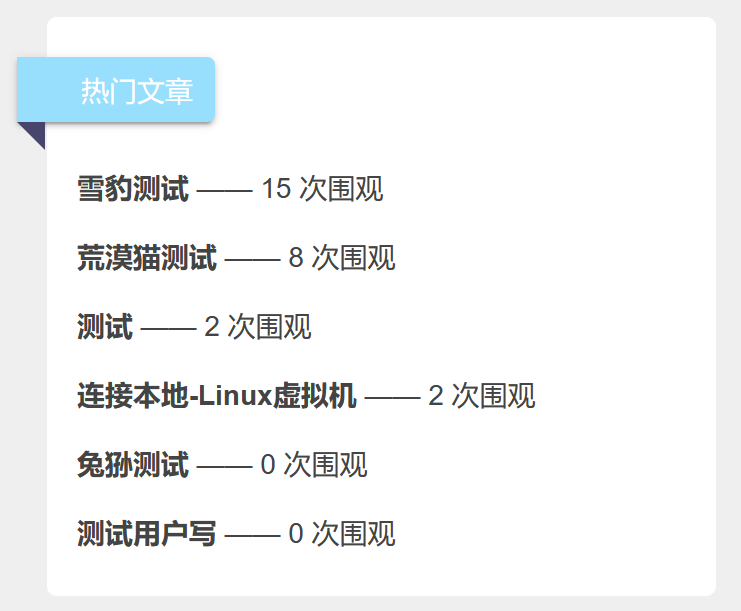 热门文章
雪豹测试 —— 15 次围观
荒漠猫测试 —— 8 次围观
测试 —— 2 次围观
连接本地-Linux虚拟机 —— 2 次围观
兔狲测试 —— 0 次围观
测试用户写 —— 0 次围观